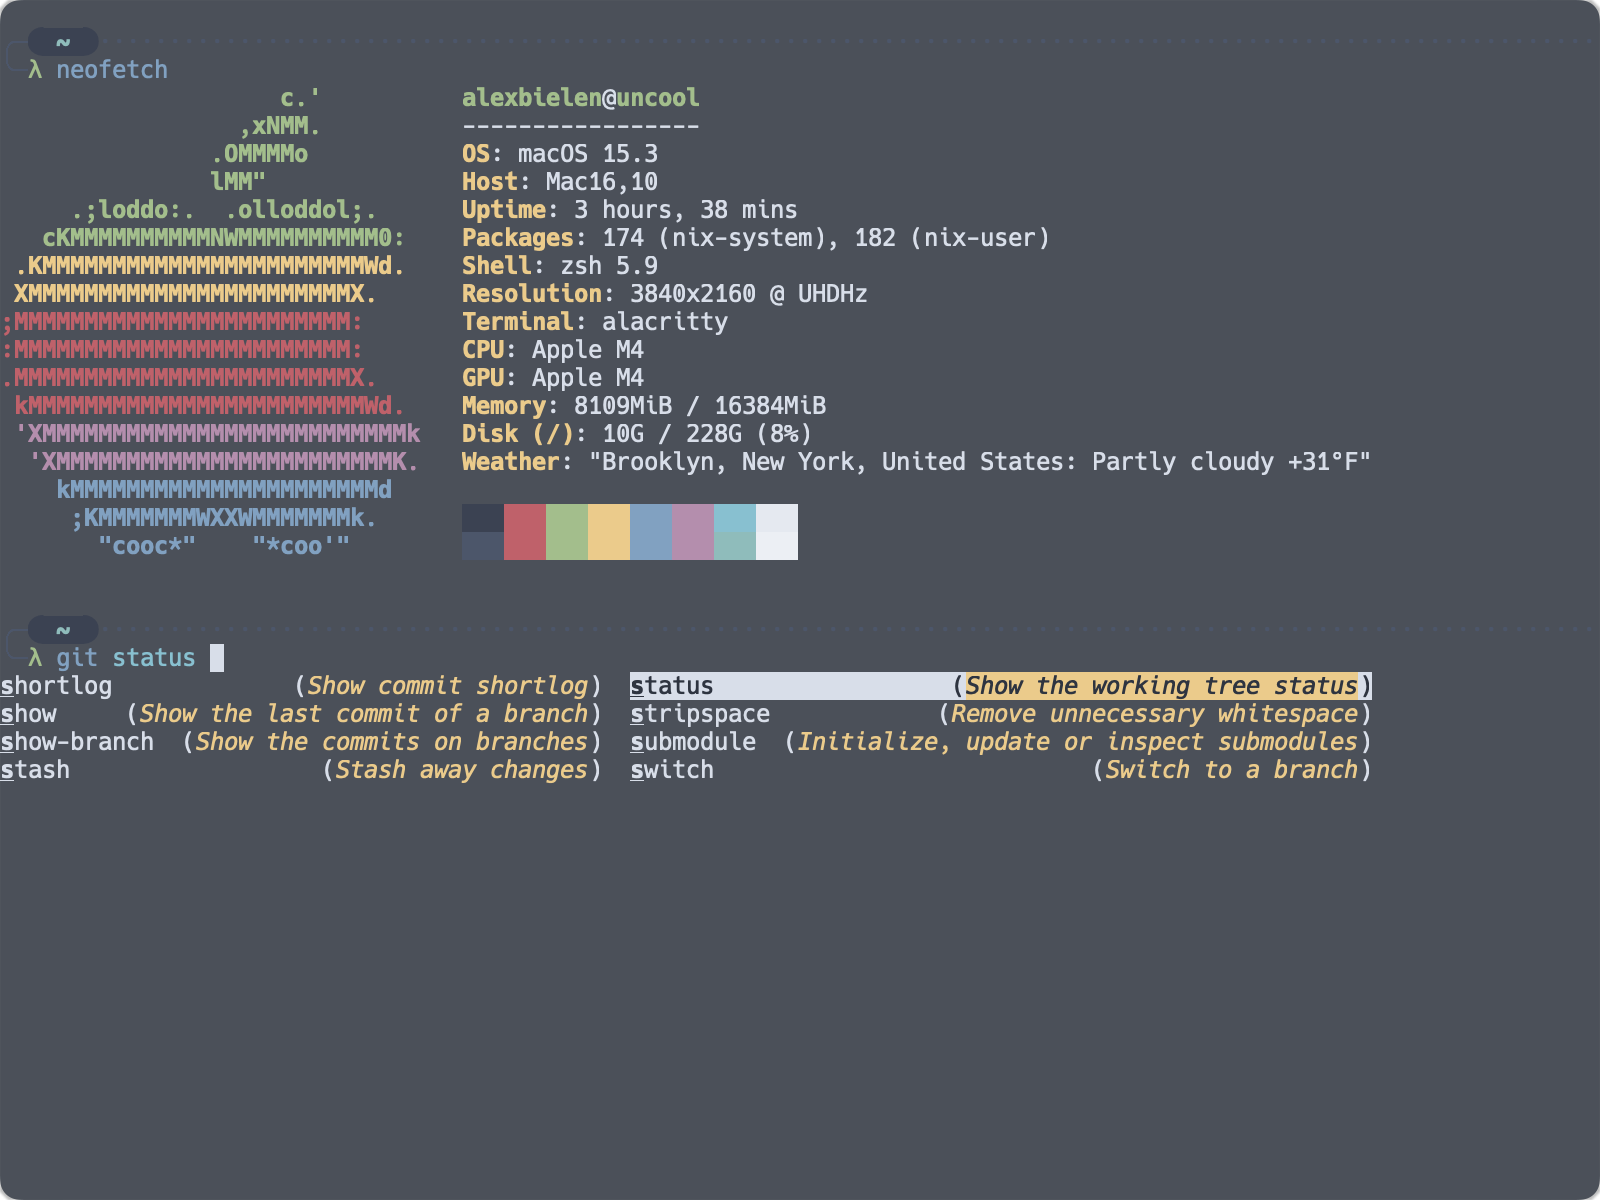 ~
λ neofetch
c.' alexbielen@uncool
,xNMM. -----------------
.OMMMMo OS: macOS 15.3
lMM" Host: Mac16,10
.;loddo:. .olloddol;. Uptime: 3 hours, 38 mins
cKMMMMMMMMMMNWMMMMMMMMMM0: Packages: 174 (nix-system), 182 (nix-user)
.KMMMMMMMMMMMMMMMMMMMMMMMWd. Shell: zsh 5.9
XMMMMMMMMMMMMMMMMMMMMMMMX. Resolution: 3840x2160 @ UHDHz
;MMMMMMMMMMMMMMMMMMMMMMMM: Terminal: alacritty
:MMMMMMMMMMMMMMMMMMMMMMMM: CPU: Apple M4
.MMMMMMMMMMMMMMMMMMMMMMMMX. GPU: Apple M4
kMMMMMMMMMMMMMMMMMMMMMMMMWd. Memory: 8109MiB / 16384MiB
'XMMMMMMMMMMMMMMMMMMMMMMMMMMk Disk (/): 10G / 228G (8%)
'XMMMMMMMMMMMMMMMMMMMMMMMMK. Weather: "Brooklyn, New York, United States: Partly cloudy +31°F"
kMMMMMMMMMMMMMMMMMMMMMMd
;KMMMMMMMWXXWMMMMMMMk.
"cooc*" "*coo'"
~
λ git status
shortlog (Show commit shortlog) status (Show the working tree status)
show (Show the last commit of a branch) stripspace (Remove unnecessary whitespace)
show-branch (Show the commits on branches) submodule (Initialize, update or inspect submodules)
stash (Stash away changes) switch (Switch to a branch)